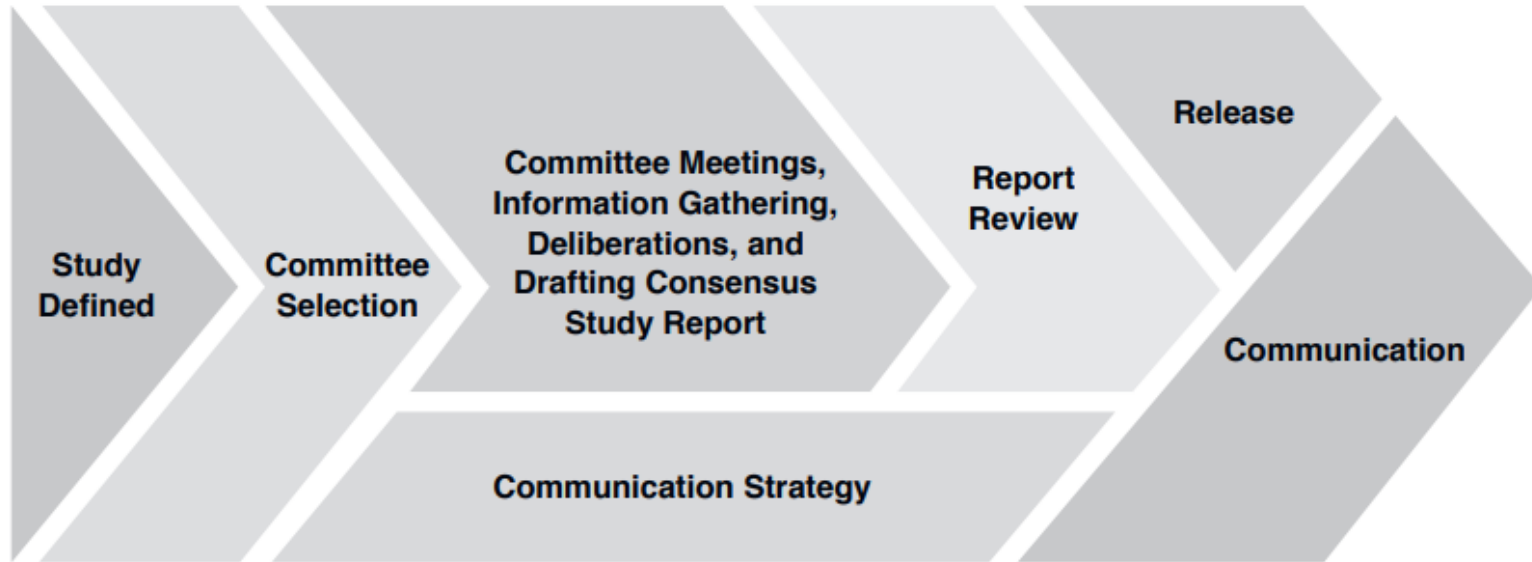 Study
Defined
Committee
Selection
Committee Meetings,
Information Gathering,
Deliberations, and
Drafting Consensus
Study Report
Report
Review
Release
Communication
Communication Strategy